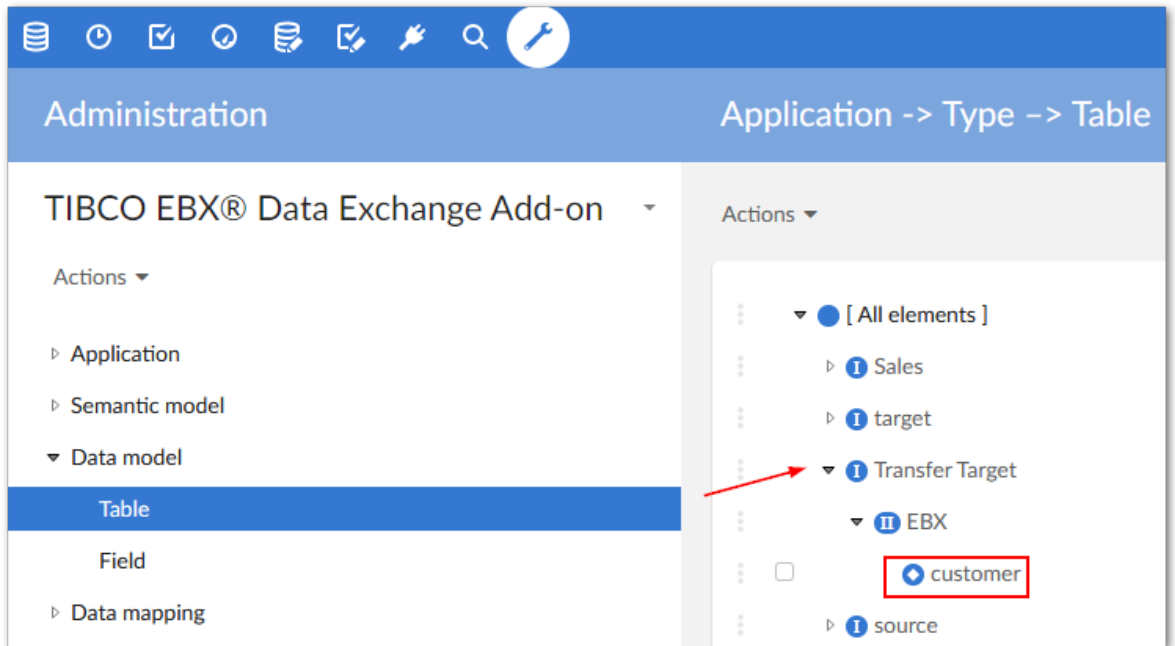 Administration
Application -> Type –> Table
TIBCO EBX® Data Exchange Add-on
Actions
Application
Semantic model
Data model
Table
Field
Data mapping
Actions
[ All elements ]
I Sales
I target
I Transfer Target
II EBX
customer
I source